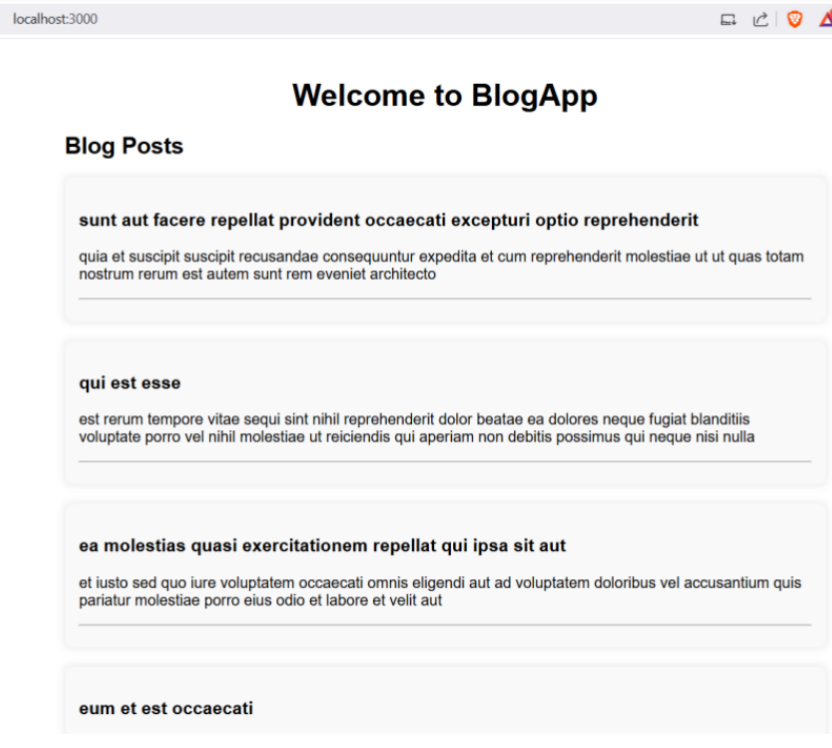 localhost:3000
Welcome to BlogApp
Blog Posts
sunt aut facere repellat provident occaecati excepturi optio reprehenderit
quia et suscipit suscipit recusandae consequuntur expedita et cum reprehenderit molestiae ut ut quas totam
nostrum rerum est autem sunt rem eveniet architecto
qui est esse
est rerum tempore vitae sequi sint nihil reprehenderit dolor beatae ea dolores neque fugiat blanditiis
voluptate porro vel nihil molestiae ut reiciendis qui aperiam non debitis possimus qui neque nisi nulla
ea molestias quasi exercitationem repellat qui ipsa sit aut
et iusto sed quo iure voluptatem occaecati omnis eligendi aut ad voluptatem doloribus vel accusantium quis
pariatur molestiae porro eius odio et labore et velit aut
eum et est occaecati